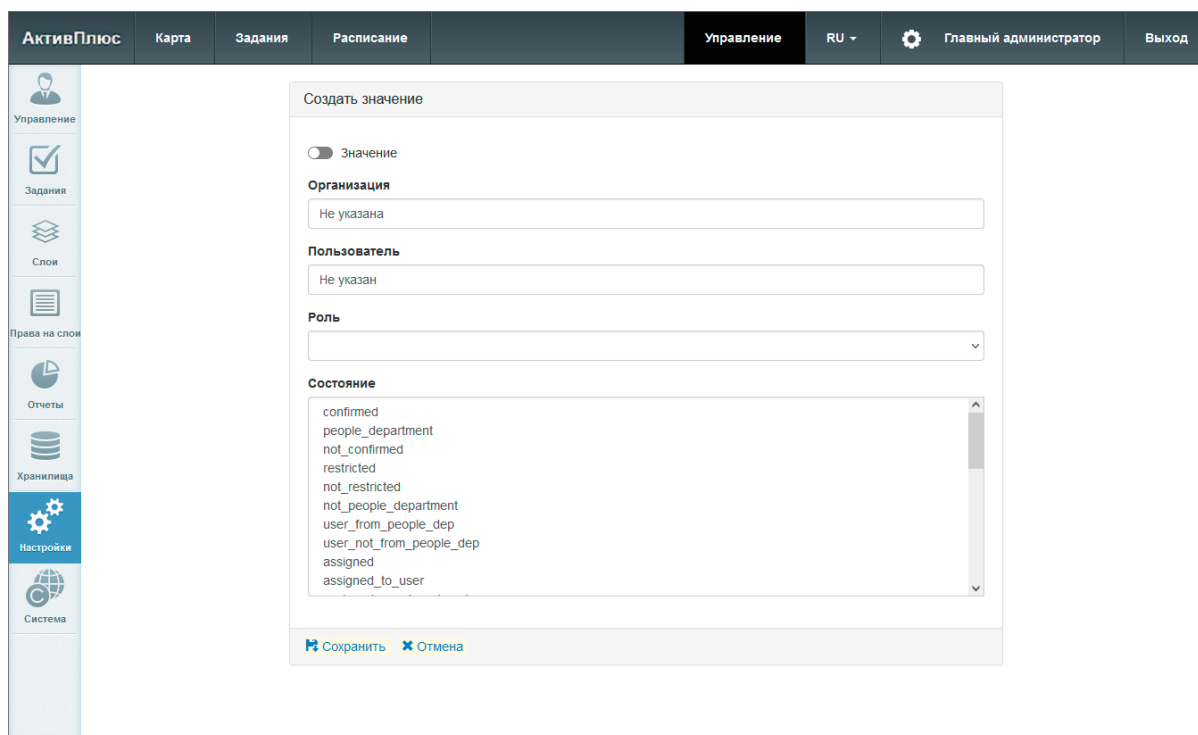 АктивПлюс Карта Задания Расписание Управление RU Главный администратор Выход
Управление
Задания
Слои
Права на слои
Отчеты
Хранилища
Настройки
Система
Создать значение
Значение
Организация
Не указана
Пользователь
Не указан
Роль
Состояние
confirmed
people_department
not_confirmed
restricted
not_restricted
not_people_department
user_from_people_dep
user_not_from_people_dep
assigned
assigned_to_user
Сохранить Отмена